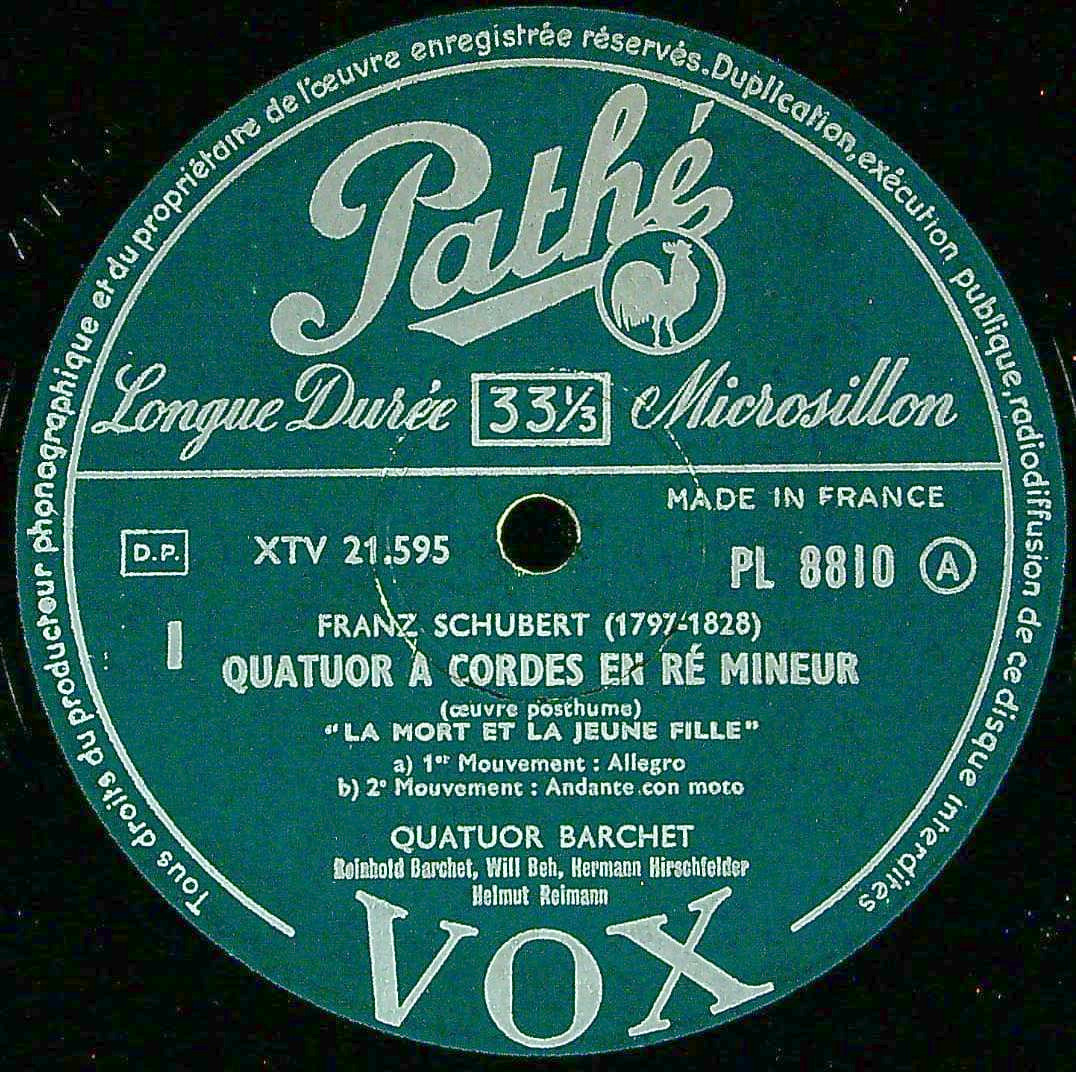 Tous droits du producteur phonographique et du propriétaire de l'œuvre enregistrée réservés. Duplication, exécution publique, radiodiffusion de ce disque interdites
Pathé
Longue Durée 33⅓ Microsillon
MADE IN FRANCE
D.P. XTV 21.595 PL 8810 A
I
FRANZ SCHUBERT (1797-1828)
QUATUOR A CORDES EN RÉ MINEUR
(œuvre posthume)
"LA MORT ET LA JEUNE FILLE"
a) 1er Mouvement : Allegro
b) 2e Mouvement : Andante con moto
QUATUOR BARCHET
Reinhold Barchet, Will Beh, Hermann Hirschfelder
Helmut Reimann
VOX